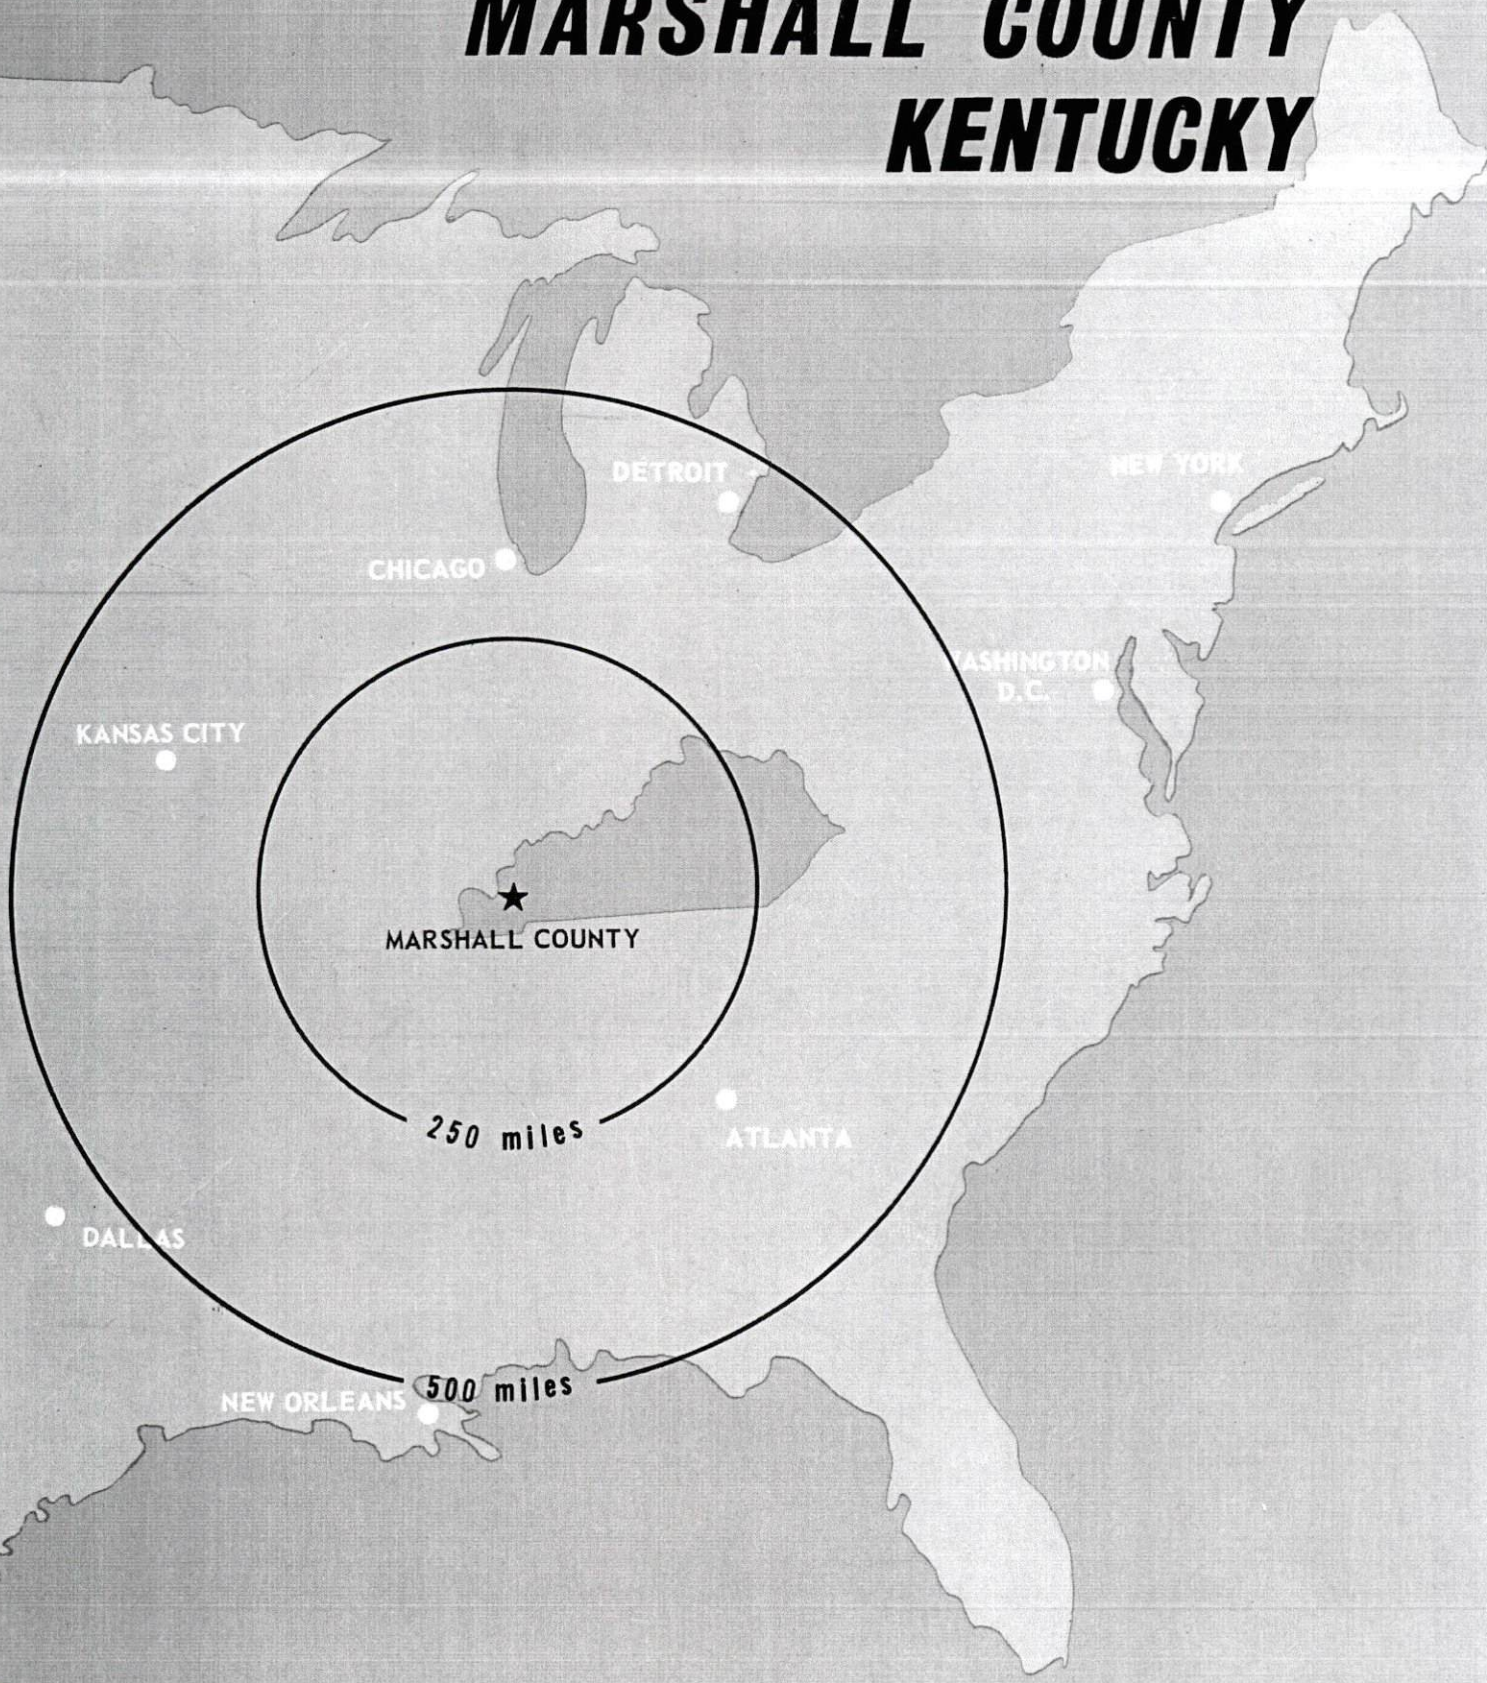 MARSHALL COUNTY
KENTUCKY
DETROIT
NEW YORK
CHICAGO
WASHINGTON
D.C.
KANSAS CITY
MARSHALL COUNTY
250 miles
ATLANTA
DALLAS
500 miles
NEW ORLEANS